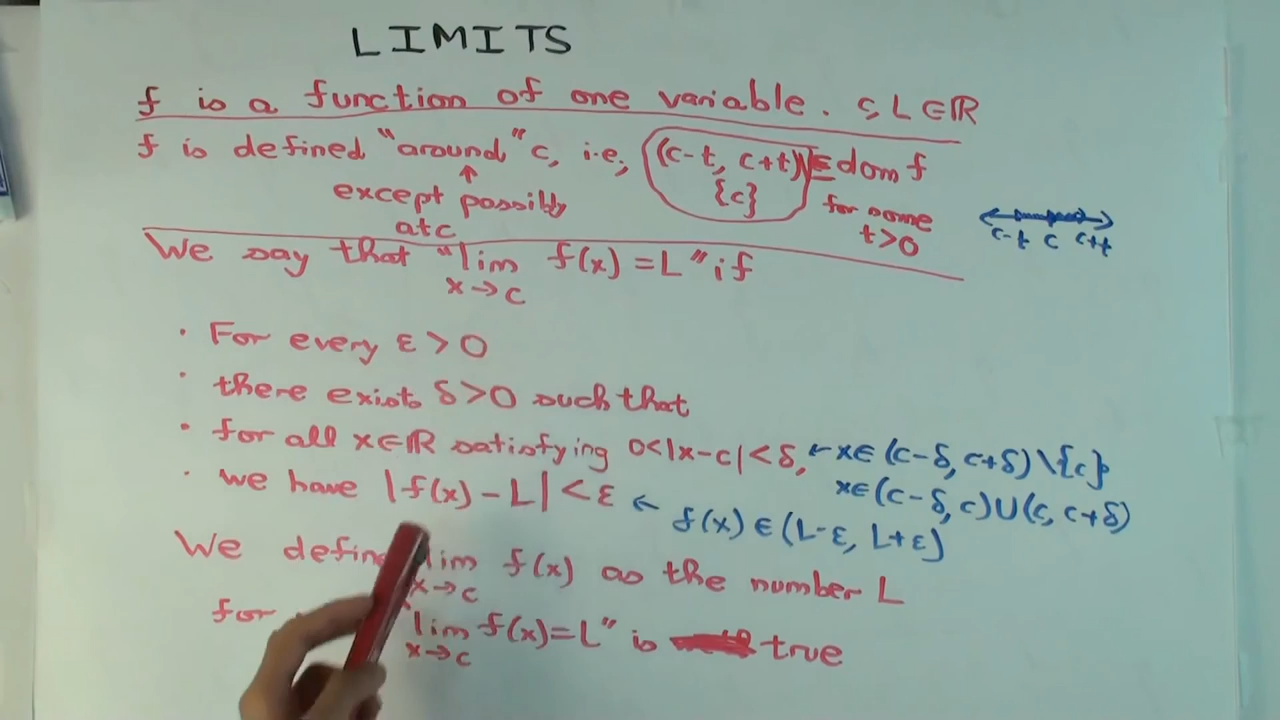 LIMITS
f is a function of one variable. c, L ∈ ℝ
f is defined "around" c, i.e., (c-t, c+t) \ ⊆ dom f
{c}
↑
except possibly
at c
for some
t>0
c-t c c+t
We say that "lim f(x) = L" if
x→c
· For every ε > 0
· there exists δ>0 such that
· for all x∈ℝ satisfying 0<|x-c|<δ, ← x∈(c-δ, c+δ)\{c}
x∈(c-δ, c)∪(c, c+δ)
· we have |f(x) - L| < ε ← f(x) ∈ (L-ε, L+ε)
We define lim f(x) as the number L
x→c
for lim f(x)=L" is true
x→c